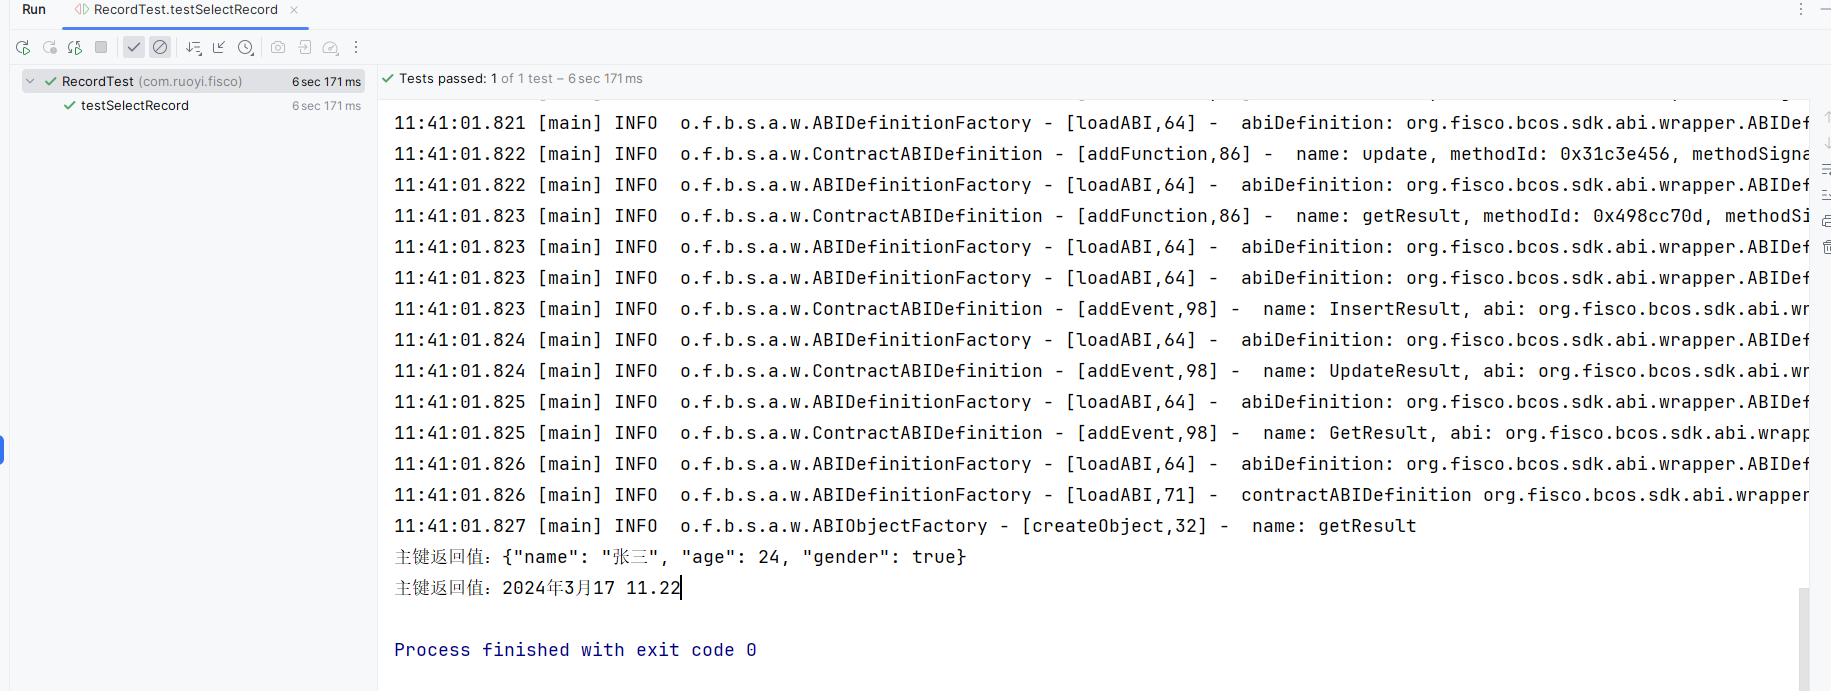 Run RecordTest.testSelectRecord
RecordTest (com.ruoyi.fisco) 6 sec 171 ms
testSelectRecord 6 sec 171 ms
Tests passed: 1 of 1 test – 6 sec 171 ms
11:41:01.821 [main] INFO  o.f.b.s.a.w.ABIDefinitionFactory - [loadABI,64] -  abiDefinition: org.fisco.bcos.sdk.abi.wrapper.ABIDef
11:41:01.822 [main] INFO  o.f.b.s.a.w.ContractABIDefinition - [addFunction,86] -  name: update, methodId: 0x31c3e456, methodSigna
11:41:01.822 [main] INFO  o.f.b.s.a.w.ABIDefinitionFactory - [loadABI,64] -  abiDefinition: org.fisco.bcos.sdk.abi.wrapper.ABIDef
11:41:01.823 [main] INFO  o.f.b.s.a.w.ContractABIDefinition - [addFunction,86] -  name: getResult, methodId: 0x498cc70d, methodSi
11:41:01.823 [main] INFO  o.f.b.s.a.w.ABIDefinitionFactory - [loadABI,64] -  abiDefinition: org.fisco.bcos.sdk.abi.wrapper.ABIDef
11:41:01.823 [main] INFO  o.f.b.s.a.w.ABIDefinitionFactory - [loadABI,64] -  abiDefinition: org.fisco.bcos.sdk.abi.wrapper.ABIDef
11:41:01.823 [main] INFO  o.f.b.s.a.w.ContractABIDefinition - [addEvent,98] -  name: InsertResult, abi: org.fisco.bcos.sdk.abi.wr
11:41:01.824 [main] INFO  o.f.b.s.a.w.ABIDefinitionFactory - [loadABI,64] -  abiDefinition: org.fisco.bcos.sdk.abi.wrapper.ABIDef
11:41:01.824 [main] INFO  o.f.b.s.a.w.ContractABIDefinition - [addEvent,98] -  name: UpdateResult, abi: org.fisco.bcos.sdk.abi.wr
11:41:01.825 [main] INFO  o.f.b.s.a.w.ABIDefinitionFactory - [loadABI,64] -  abiDefinition: org.fisco.bcos.sdk.abi.wrapper.ABIDef
11:41:01.825 [main] INFO  o.f.b.s.a.w.ContractABIDefinition - [addEvent,98] -  name: GetResult, abi: org.fisco.bcos.sdk.abi.wrapp
11:41:01.826 [main] INFO  o.f.b.s.a.w.ABIDefinitionFactory - [loadABI,64] -  abiDefinition: org.fisco.bcos.sdk.abi.wrapper.ABIDef
11:41:01.826 [main] INFO  o.f.b.s.a.w.ABIDefinitionFactory - [loadABI,71] -  contractABIDefinition org.fisco.bcos.sdk.abi.wrapper
11:41:01.827 [main] INFO  o.f.b.s.a.w.ABIObjectFactory - [createObject,32] -  name: getResult
主键返回值：{"name": "张三", "age": 24, "gender": true}
主键返回值：2024年3月17 11.22
Process finished with exit code 0